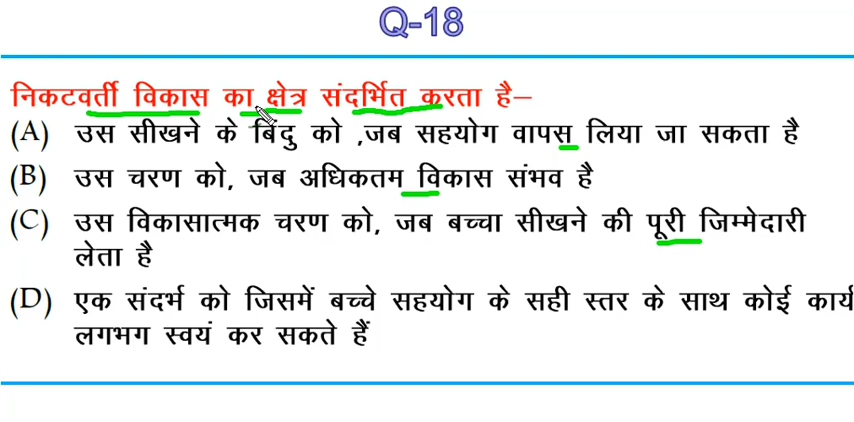 Q-18
निकटवर्ती विकास का क्षेत्र संदर्भित करता है–
(A) उस सीखने के बिंदु को ,जब सहयोग वापस लिया जा सकता है
(B) उस चरण को, जब अधिकतम विकास संभव है
(C) उस विकासात्मक चरण को, जब बच्चा सीखने की पूरी जिम्मेदारी
लेता है
(D) एक संदर्भ को जिसमें बच्चे सहयोग के सही स्तर के साथ कोई कार्य
लगभग स्वयं कर सकते हैं